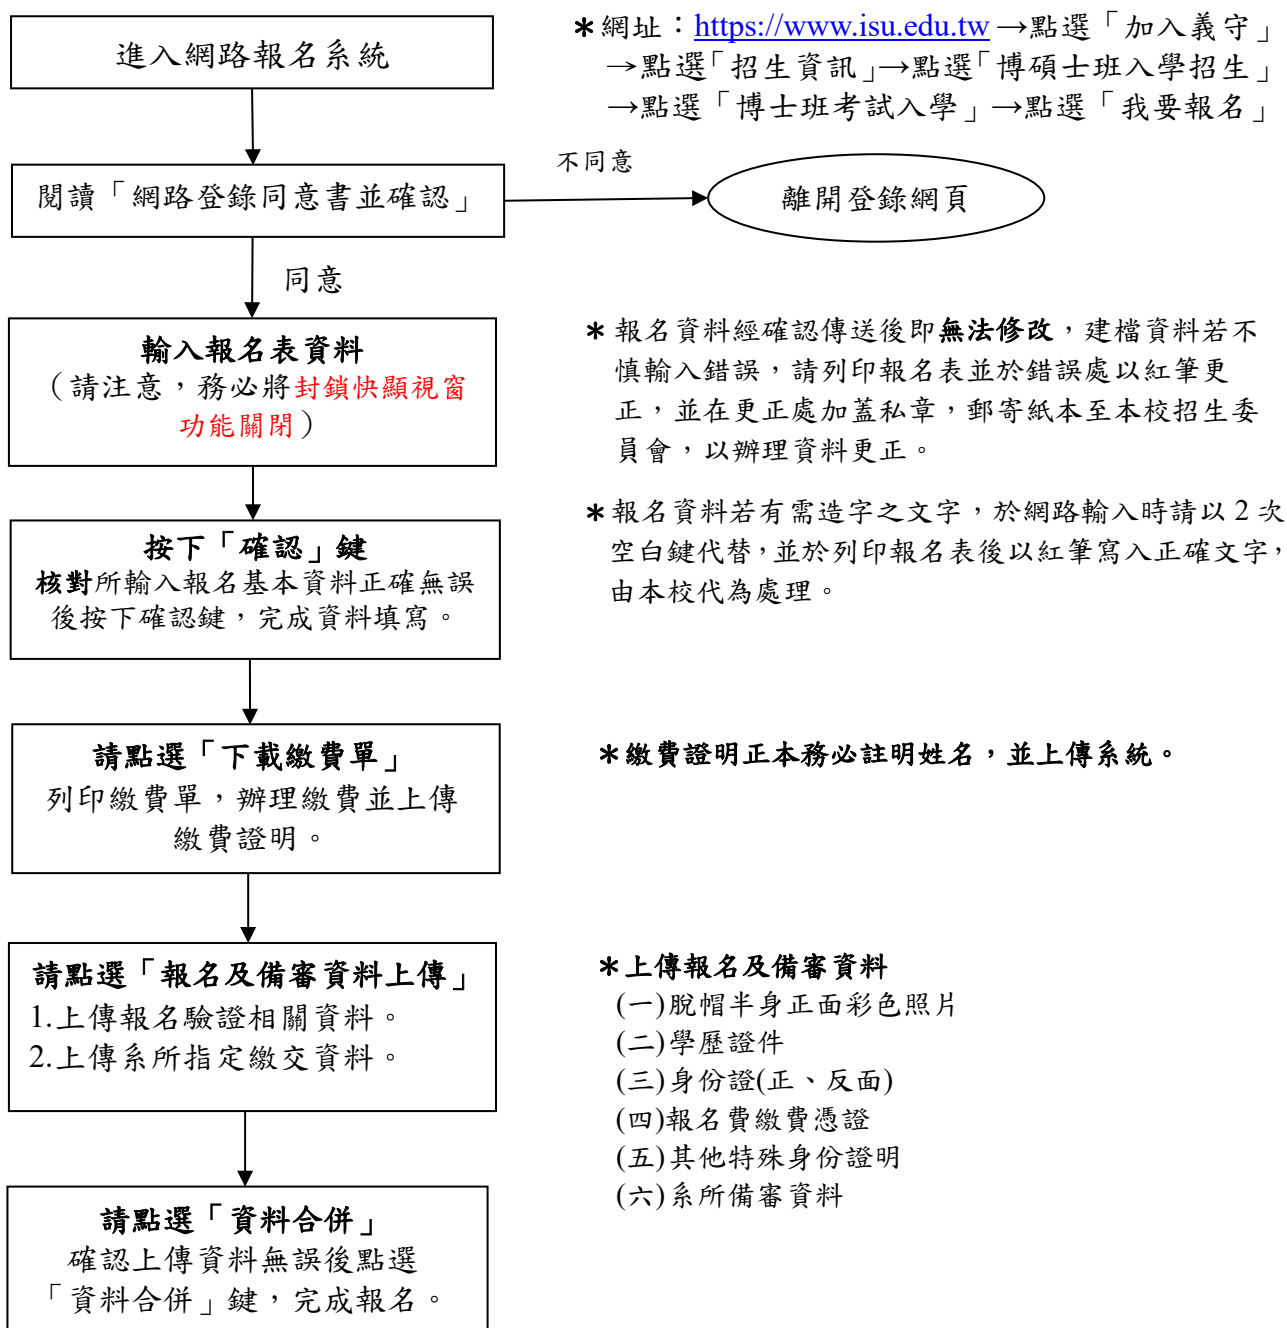 進入網路報名系統
＊網址：https://www.isu.edu.tw→點選「加入義守」
→點選「招生資訊」→點選「博碩士班入學招生」
→點選「博士班考試入學」→點選「我要報名」
閱讀「網路登錄同意書並確認」
不同意
離開登錄網頁
同意
輸入報名表資料
（請注意，務必將封鎖快顯視窗
功能關閉）
＊報名資料經確認傳送後即無法修改，建檔資料若不
慎輸入錯誤，請列印報名表並於錯誤處以紅筆更
正，並在更正處加蓋私章，郵寄紙本至本校招生委
員會，以辦理資料更正。
按下「確認」鍵
核對所輸入報名基本資料正確無誤
後按下確認鍵，完成資料填寫。
＊報名資料若有需造字之文字，於網路輸入時請以 2 次
空白鍵代替，並於列印報名表後以紅筆寫入正確文字，
由本校代為處理。
請點選「下載繳費單」
列印繳費單，辦理繳費並上傳
繳費證明。
＊繳費證明正本務必註明姓名，並上傳系統。
請點選「報名及備審資料上傳」
1.上傳報名驗證相關資料。
2.上傳系所指定繳交資料。
＊上傳報名及備審資料
(一)脫帽半身正面彩色照片
(二)學歷證件
(三)身份證(正、反面)
(四)報名費繳費憑證
(五)其他特殊身份證明
(六)系所備審資料
請點選「資料合併」
確認上傳資料無誤後點選
「資料合併」鍵，完成報名。